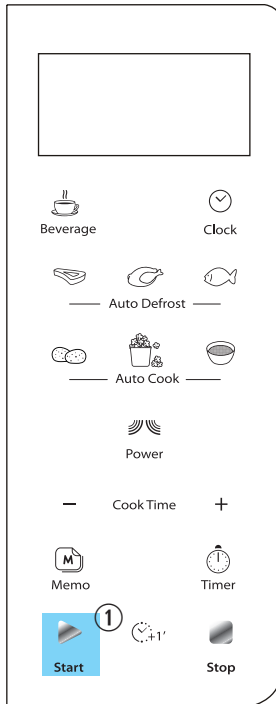 Beverage Clock
Auto Defrost
Auto Cook
Power
− Cook Time +
M
Memo Timer
① +1'
Start Stop